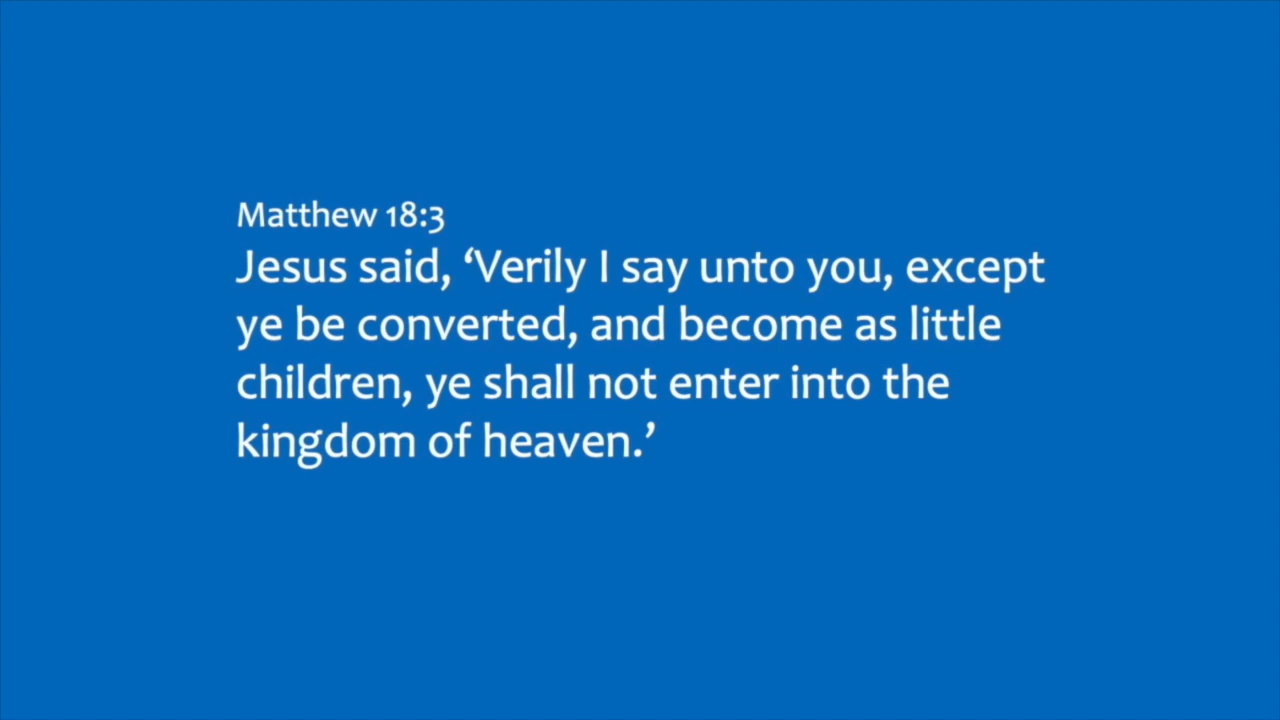 Matthew 18:3
Jesus said, ‘Verily I say unto you, except
ye be converted, and become as little
children, ye shall not enter into the
kingdom of heaven.’